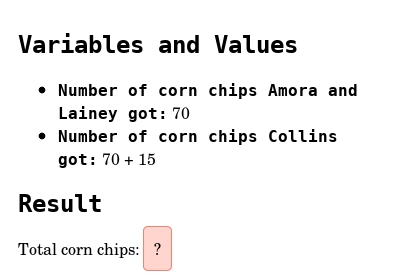 Variables and Values
• Number of corn chips Amora and
Lainey got: 70
• Number of corn chips Collins
got: 70 + 15
Result
Total corn chips: ?